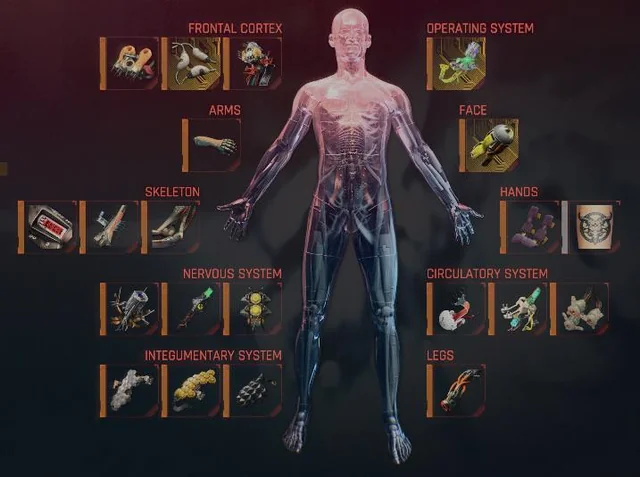 FRONTAL CORTEX
OPERATING SYSTEM
ARMS
FACE
SKELETON
HANDS
NERVOUS SYSTEM
CIRCULATORY SYSTEM
INTEGUMENTARY SYSTEM
LEGS